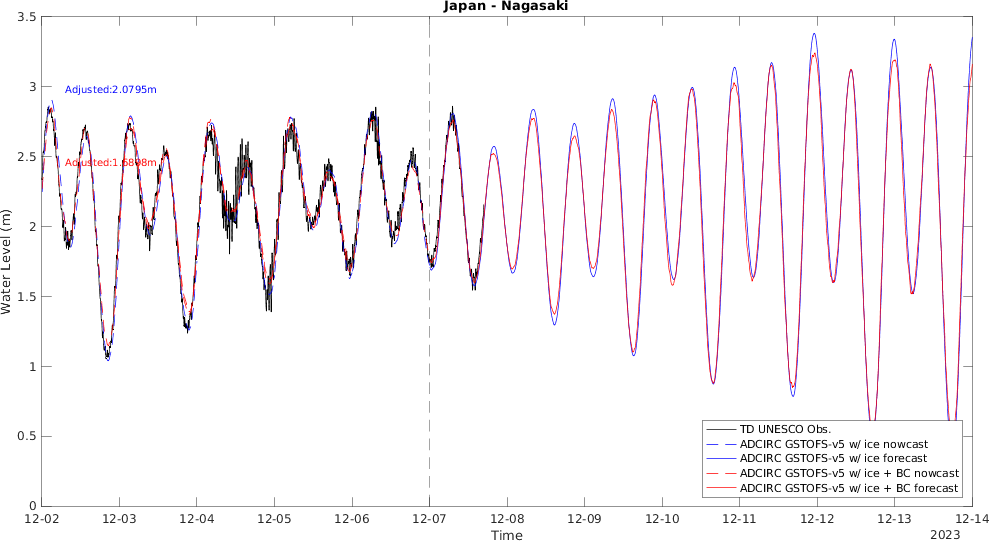 Japan - Nagasaki
3.5
3
2.5
2
1.5
1
0.5
0
Water Level (m)
Adjusted:2.0795m
Adjusted:1.6808m
TD UNESCO Obs.
ADCIRC GSTOFS-v5 w/ ice nowcast
ADCIRC GSTOFS-v5 w/ ice forecast
ADCIRC GSTOFS-v5 w/ ice + BC nowcast
ADCIRC GSTOFS-v5 w/ ice + BC forecast
12-02 12-03 12-04 12-05 12-06 12-07 12-08 12-09 12-10 12-11 12-12 12-13 12-14
Time
2023